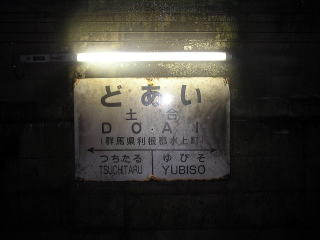 どあい
土合
DOAI
(群馬県利根郡水上町)
つちたる ゆびそ
TSUCHITARU YUBISO